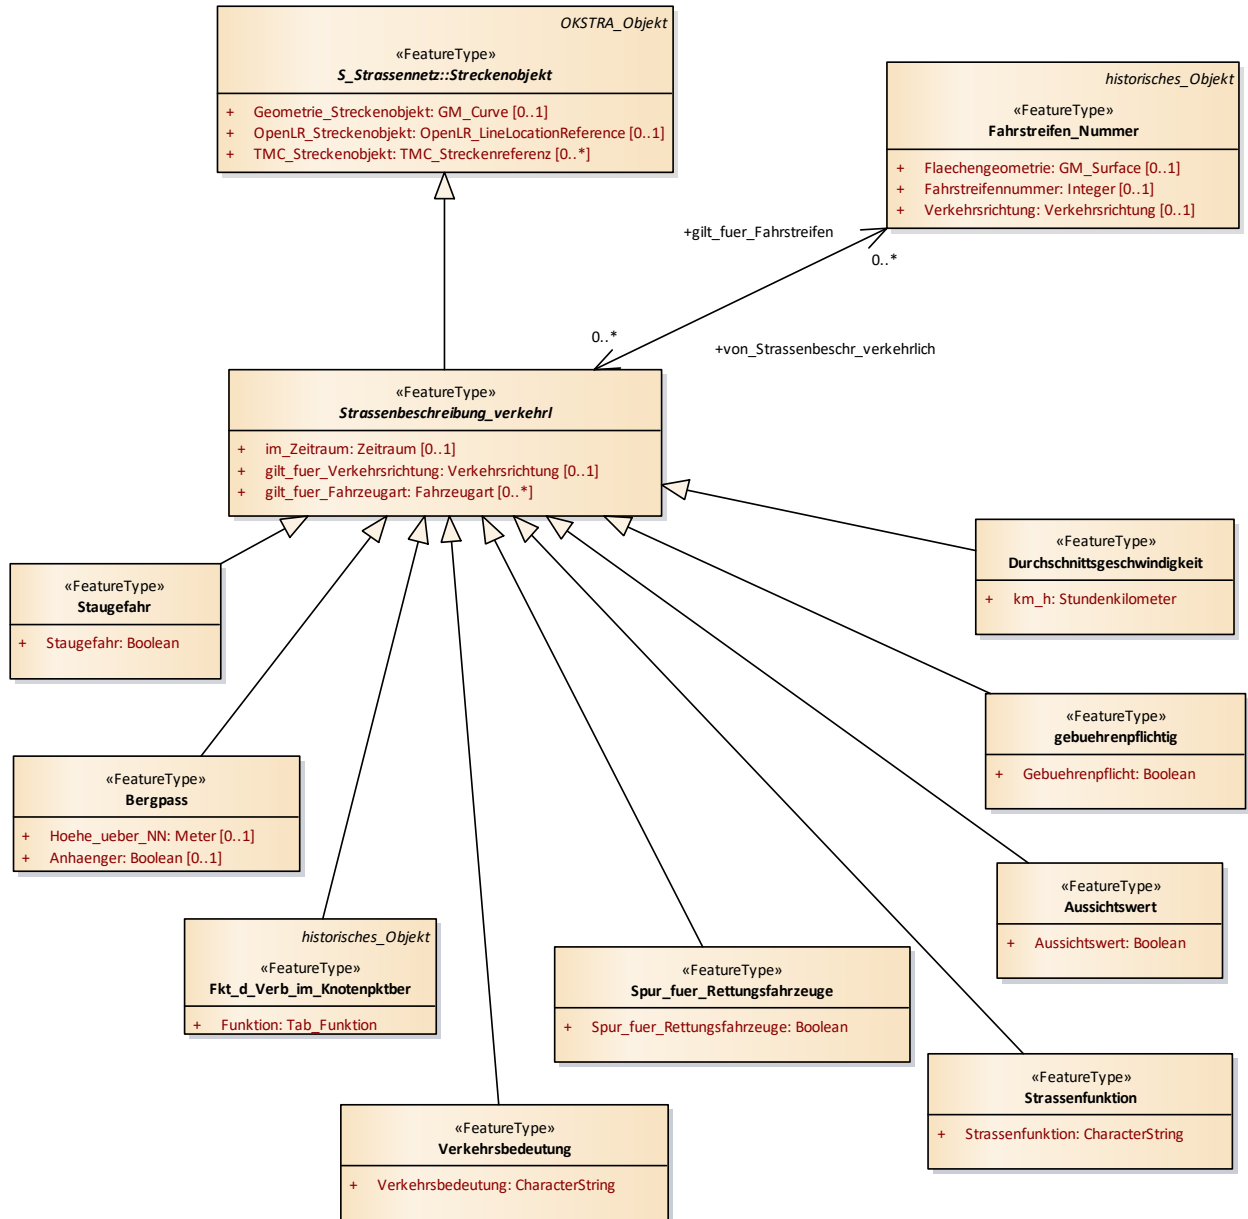 OKSTRA_Objekt
«FeatureType»
S_Strassennetz::Streckenobjekt
+ Geometrie_Streckenobjekt: GM_Curve [0..1]
+ OpenLR_Streckenobjekt: OpenLR_LineLocationReference [0..1]
+ TMC_Streckenobjekt: TMC_Streckenreferenz [0..*]
historisches_Objekt
«FeatureType»
Fahrstreifen_Nummer
+ Flaechengeometrie: GM_Surface [0..1]
+ Fahrstreifennummer: Integer [0..1]
+ Verkehrsrichtung: Verkehrsrichtung [0..1]
+gilt_fuer_Fahrstreifen
0..*
0..*
+von_Strassenbeschr_verkehrlich
«FeatureType»
Strassenbeschreibung_verkehrl
+ im_Zeitraum: Zeitraum [0..1]
+ gilt_fuer_Verkehrsrichtung: Verkehrsrichtung [0..1]
+ gilt_fuer_Fahrzeugart: Fahrzeugart [0..*]
«FeatureType»
Durchschnittsgeschwindigkeit
+ km_h: Stundenkilometer
«FeatureType»
Staugefahr
+ Staugefahr: Boolean
«FeatureType»
gebuehrenpflichtig
+ Gebuehrenpflicht: Boolean
«FeatureType»
Bergpass
+ Hoehe_ueber_NN: Meter [0..1]
+ Anhaenger: Boolean [0..1]
«FeatureType»
Aussichtswert
+ Aussichtswert: Boolean
historisches_Objekt
«FeatureType»
Fkt_d_Verb_im_Knotenpktber
+ Funktion: Tab_Funktion
«FeatureType»
Spur_fuer_Rettungsfahrzeuge
+ Spur_fuer_Rettungsfahrzeuge: Boolean
«FeatureType»
Strassenfunktion
+ Strassenfunktion: CharacterString
«FeatureType»
Verkehrsbedeutung
+ Verkehrsbedeutung: CharacterString